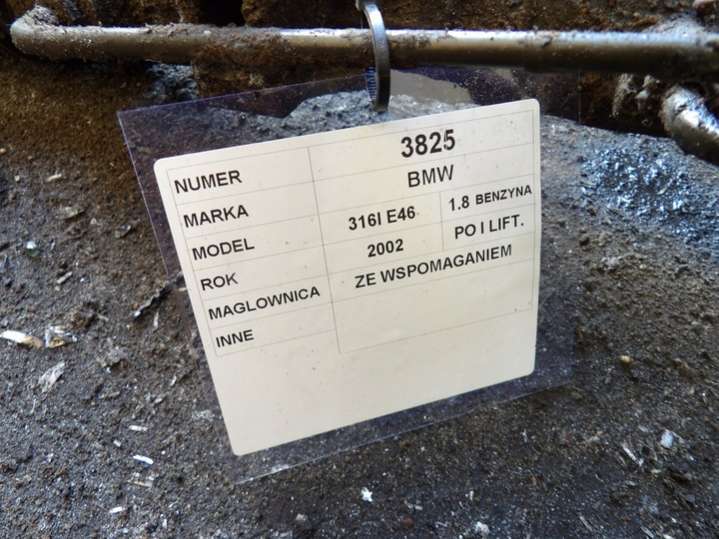 NUMER 3825
MARKA BMW
MODEL 316I E46 1.8 BENZYNA
ROK 2002 PO I LIFT.
MAGLOWNICA ZE WSPOMAGANIEM
INNE